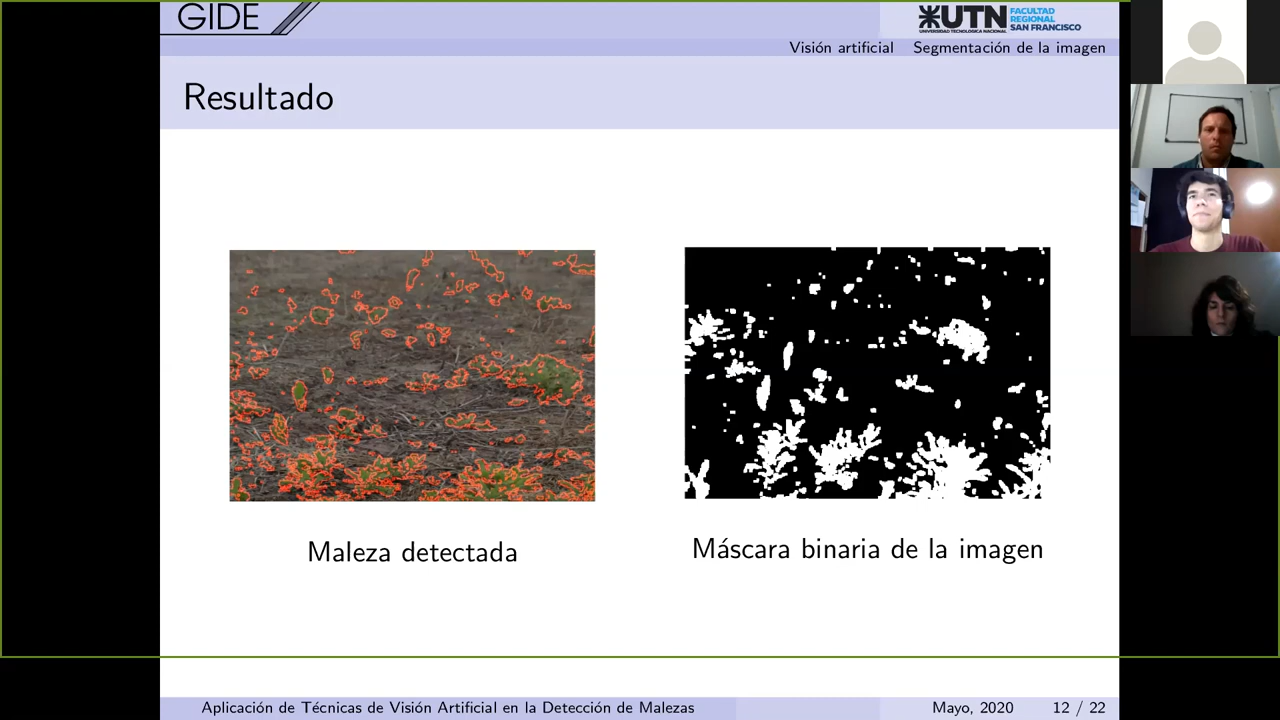 GIDE
UTN
UNIVERSIDAD TECNOLÓGICA NACIONAL
FACULTAD
REGIONAL
SAN FRANCISCO
Visión artificial Segmentación de la imagen
Resultado
Maleza detectada
Máscara binaria de la imagen
Aplicación de Técnicas de Visión Artificial en la Detección de Malezas
Mayo, 2020
12 / 22